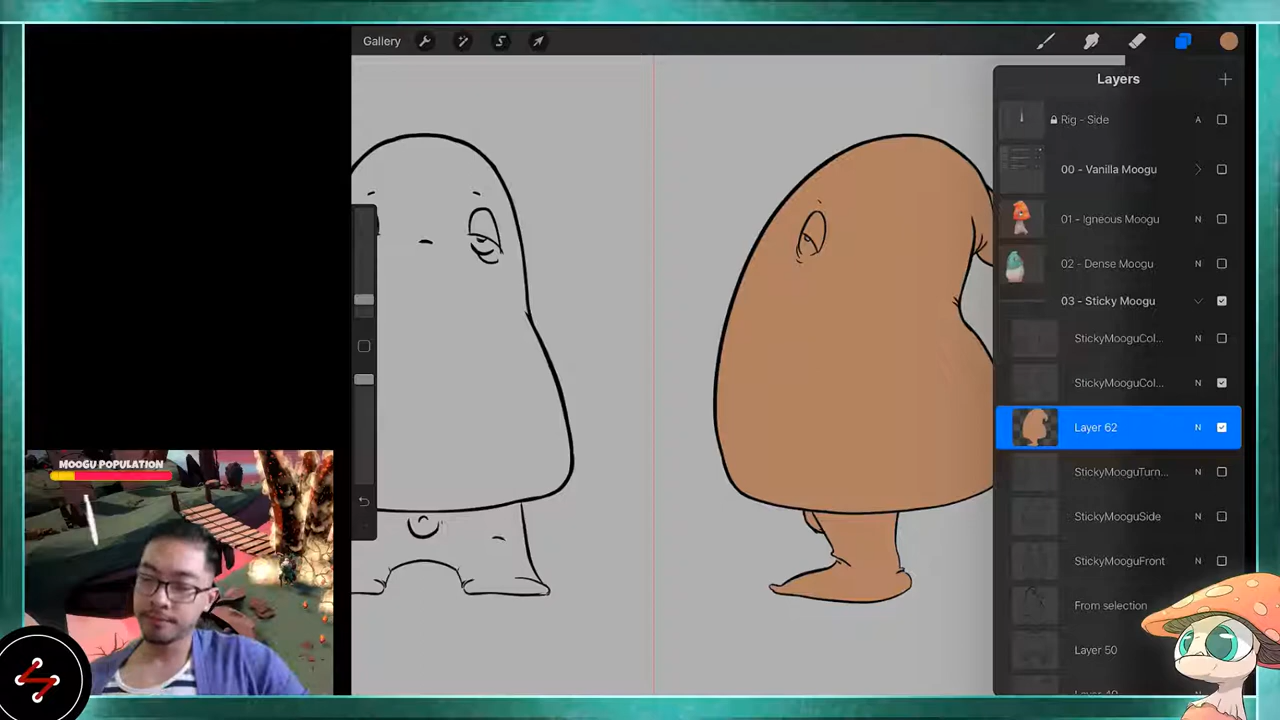 Gallery
Layers
Rig - Side
A
00 - Vanilla Moogu
01 - Igneous Moogu
N
02 - Dense Moogu
N
03 - Sticky Moogu
StickyMooguCol...
N
StickyMooguCol...
N
Layer 62
N
StickyMooguTurn...
N
StickyMooguSide
N
StickyMooguFront
N
From selection
Layer 50
MOOGU POPULATION